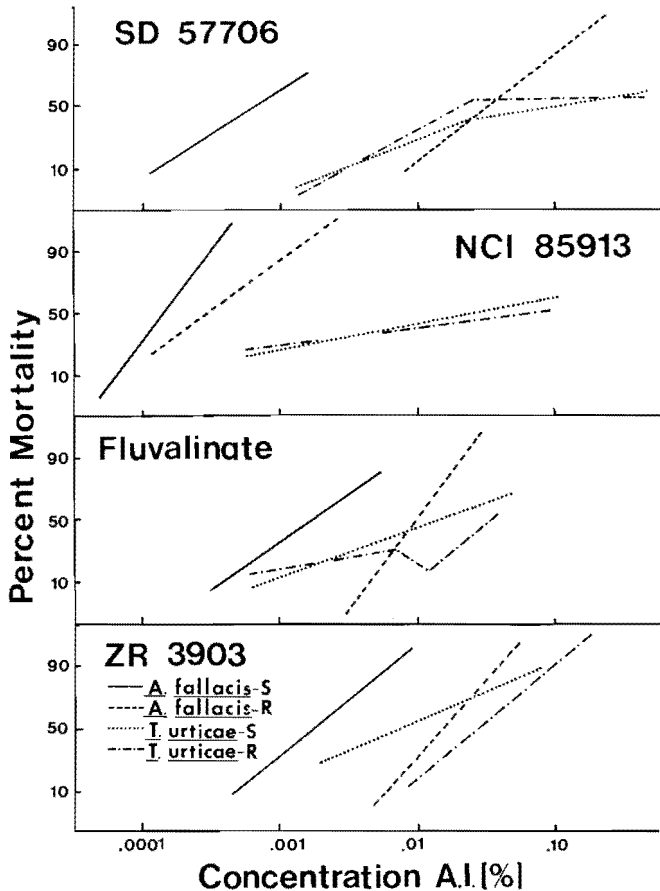 SD 57706
90
50
10
NCI 85913
90
50
10
Fluvalinate
90
50
10
ZR 3903
90
50
10
A. fallacis-S
A. fallacis-R
T. urticae-S
T. urticae-R
.0001 .001 .01 .10
Concentration A.I.[%]
Percent Mortality